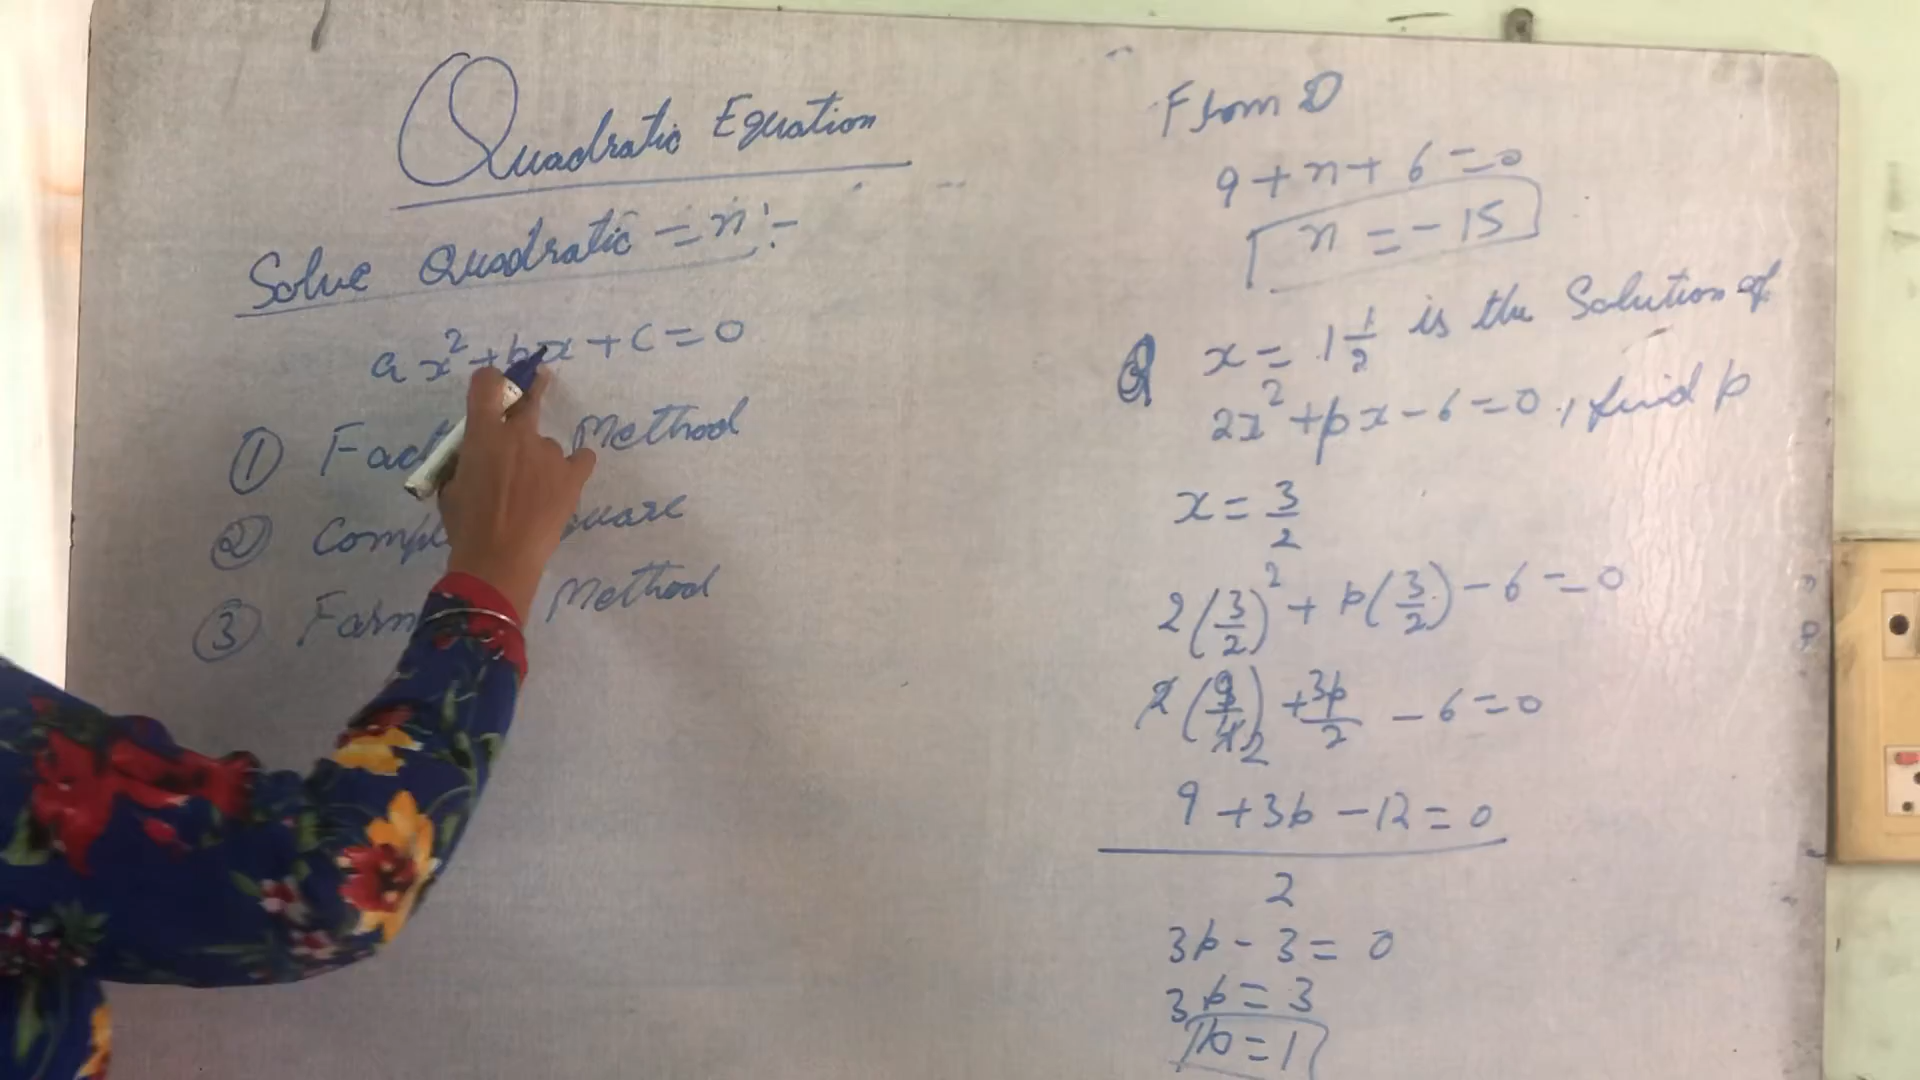 Quadratic Equation
Solve Quadratic =n :-
ax² + bx + c = 0
① Fact Method
② Comp uare
③ Farm Method
From ②
9 + n + 6 = 0
n = -15
Q x = 1 1/2 is the Solution of
2x² + px - 6 = 0, find p
x = 3/2
2(3/2)² + p(3/2) - 6 = 0
2(9/4)2 + 3p/2 - 6 = 0
9 + 3p - 12 = 0
2
3p - 3 = 0
3p = 3
p = 1